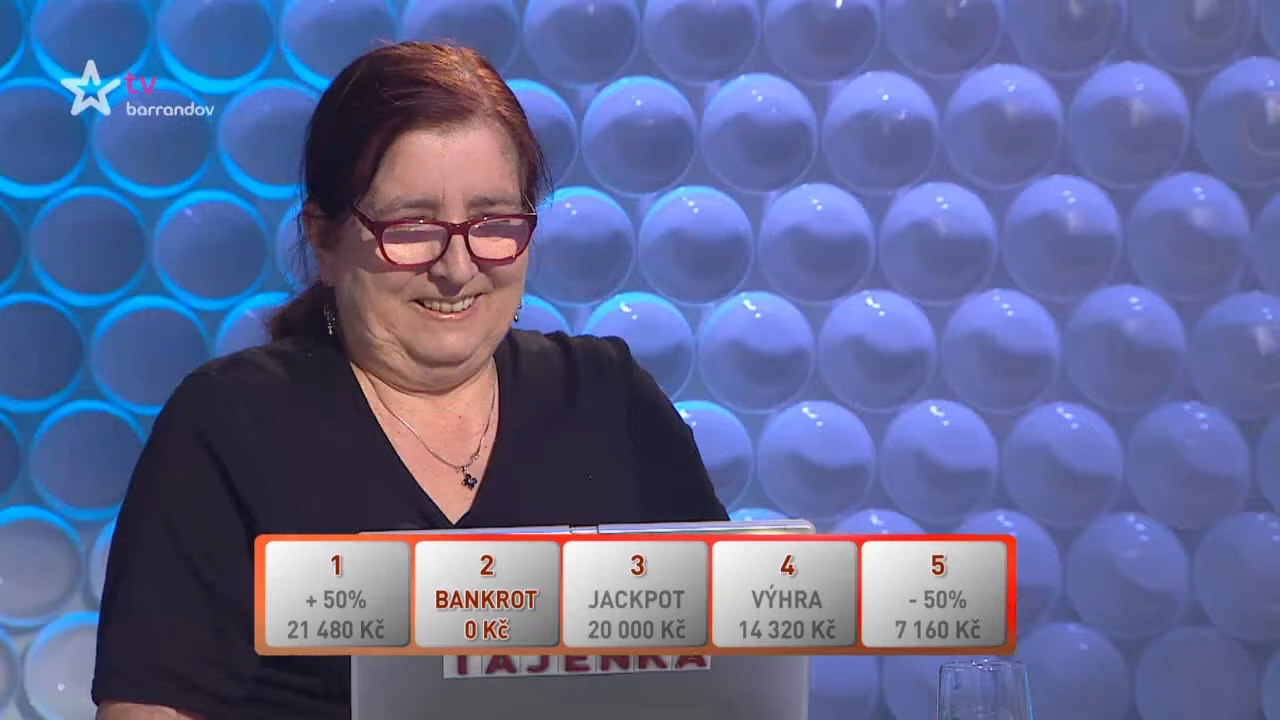 tv
barrandov
1
+ 50%
21 480 Kč
2
BANKROT
0 Kč
3
JACKPOT
20 000 Kč
4
VÝHRA
14 320 Kč
5
- 50%
7 160 Kč
TAJENKA